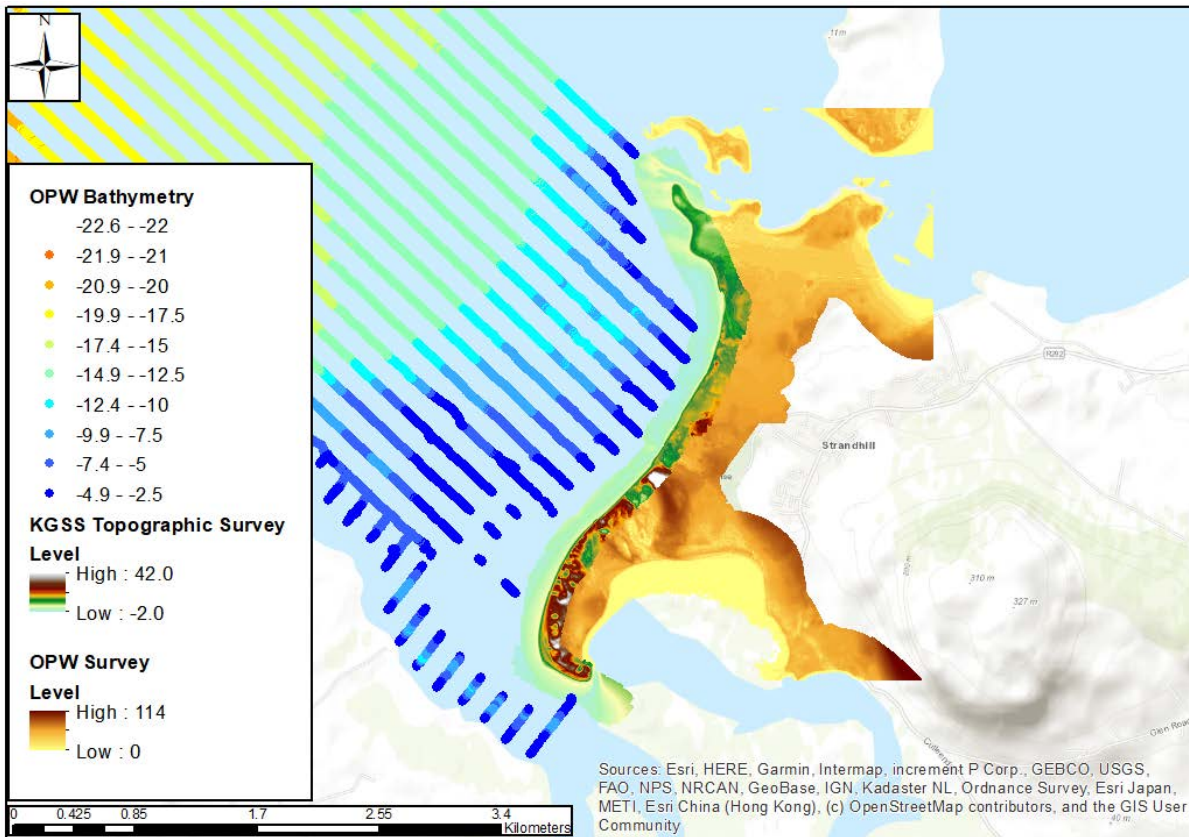 N
11 m
OPW Bathymetry
-22.6 - -22
-21.9 - -21
-20.9 - -20
-19.9 - -17.5
-17.4 - -15
-14.9 - -12.5
-12.4 - -10
-9.9 - -7.5
-7.4 - -5
-4.9 - -2.5
KGSS Topographic Survey
Level
High : 42.0
Low : -2.0
OPW Survey
Level
High : 114
Low : 0
R292
Strandhill
310 m
327 m
Glen Road
40 m
Sources: Esri, HERE, Garmin, Intermap, increment P Corp., GEBCO, USGS,
FAO, NPS, NRCAN, GeoBase, IGN, Kadaster NL, Ordnance Survey, Esri Japan,
METI, Esri China (Hong Kong), (c) OpenStreetMap contributors, and the GIS User
Community
0 0.425 0.85 1.7 2.55 3.4
Kilometers